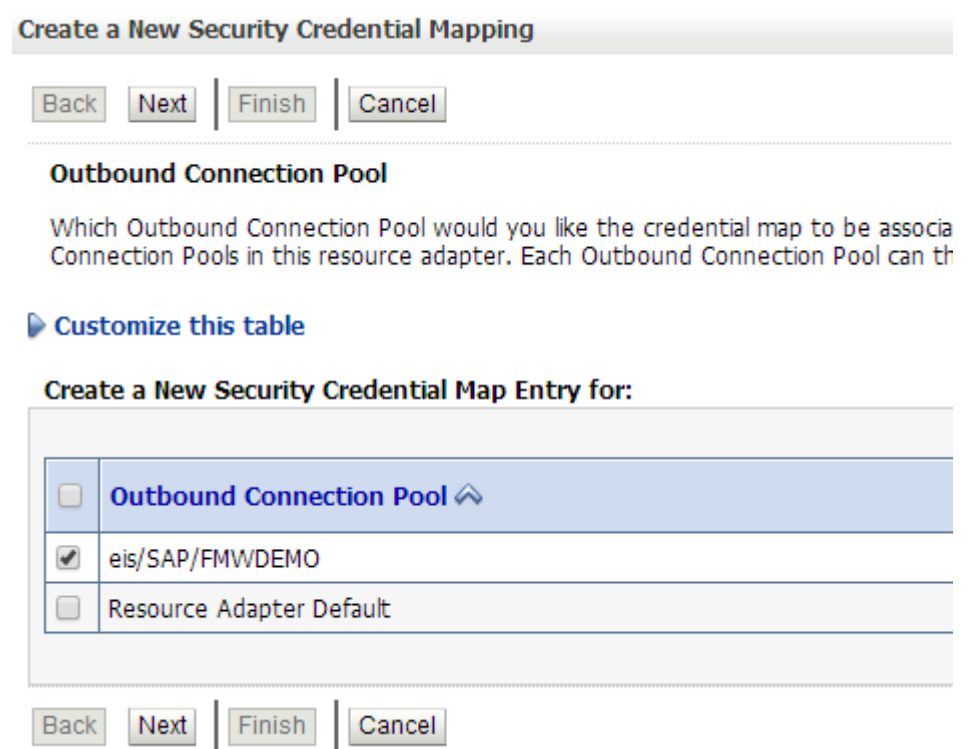 Create a New Security Credential Mapping
Back Next Finish Cancel
Outbound Connection Pool
Which Outbound Connection Pool would you like the credential map to be associa
Connection Pools in this resource adapter. Each Outbound Connection Pool can th
Customize this table
Create a New Security Credential Map Entry for:
Outbound Connection Pool
eis/SAP/FMWDEMO
Resource Adapter Default
Back Next Finish Cancel